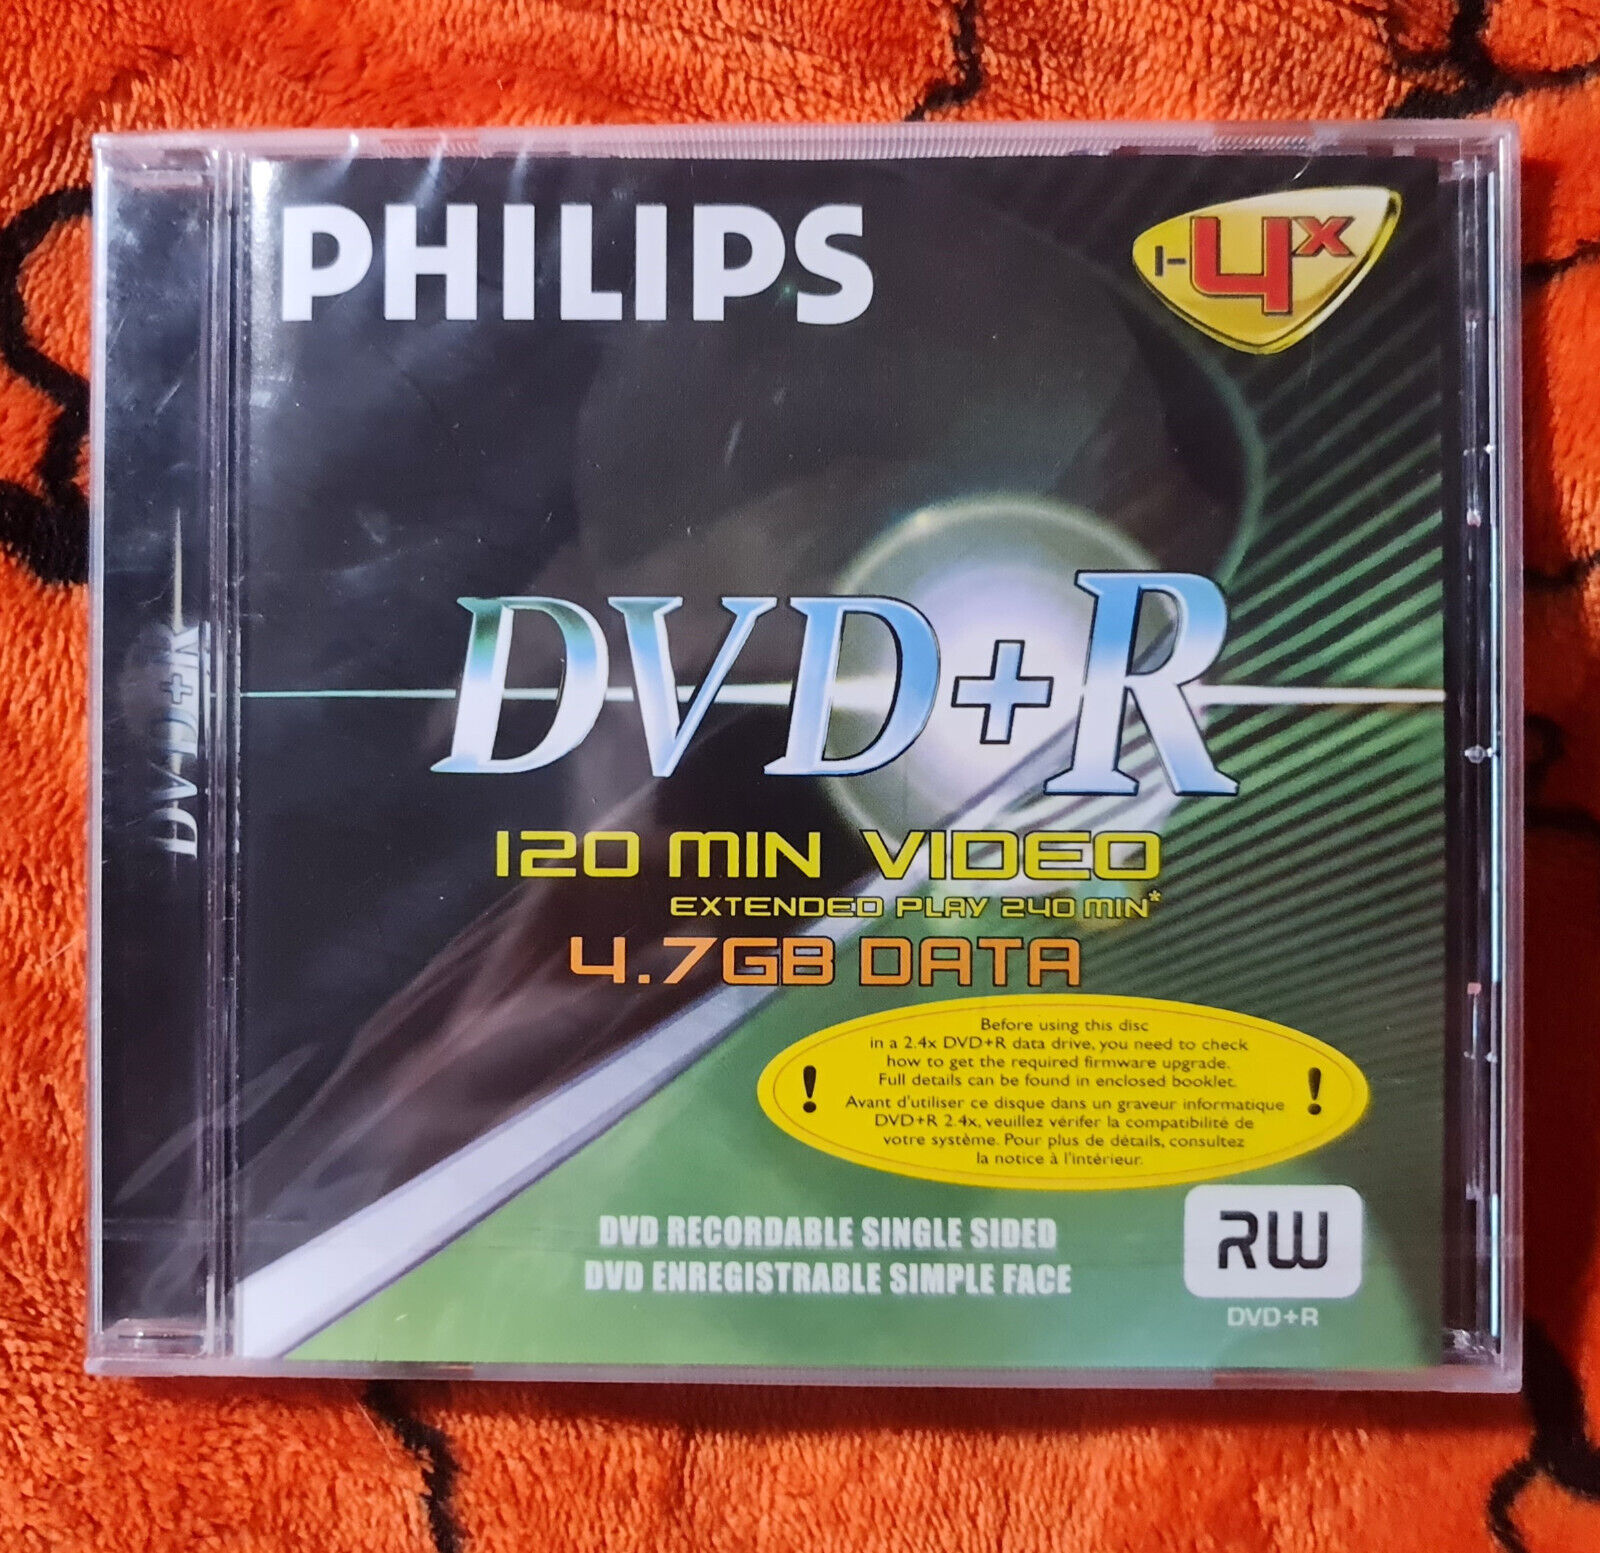 PHILIPS
1-4x
DVD+R
DVD+R
120 MIN VIDEO
EXTENDED PLAY 240 MIN*
4.7GB DATA
Before using this disc
in a 2.4x DVD+R data drive, you need to check
how to get the required firmware upgrade.
Full details can be found in enclosed booklet.
! !
Avant d'utiliser ce disque dans un graveur informatique
DVD+R 2.4x, veuillez vérifer la compatibilité de
votre système. Pour plus de détails, consultez
la notice à l'intérieur.
DVD RECORDABLE SINGLE SIDED
DVD ENREGISTRABLE SIMPLE FACE
RW
DVD+R